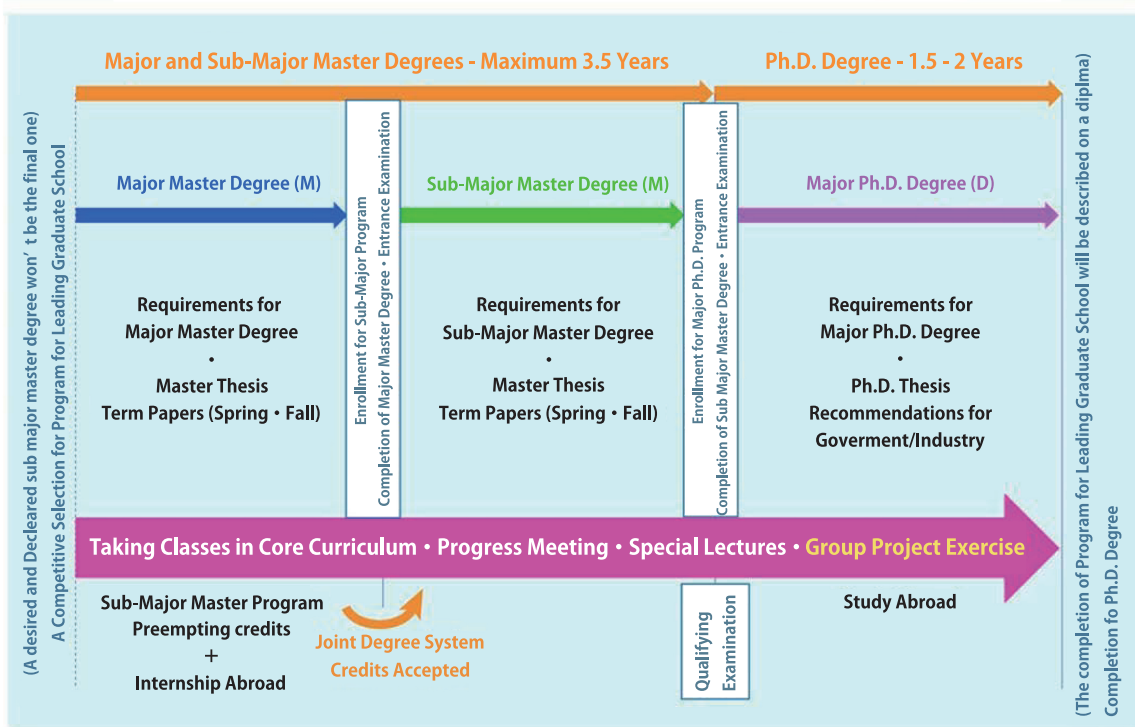 Major and Sub-Major Master Degrees - Maximum 3.5 Years
Ph.D. Degree - 1.5 - 2 Years
(A desired and Decleared sub major master degree won't be the final one)
A Competitive Selection for Program for Leading Graduate School
Major Master Degree (M)
Requirements for
Major Master Degree
・
Master Thesis
Term Papers (Spring・Fall)
Enrollment for Sub-Major Program
Completion of Major Master Degree・Entrance Examination
Sub-Major Master Degree (M)
Requirements for
Sub-Major Master Degree
・
Master Thesis
Term Papers (Spring・Fall)
Enrollment for Major Ph.D. Program
Completion of Sub Major Master Degree・Entrance Examination
Major Ph.D. Degree (D)
Requirements for
Major Ph.D. Degree
・
Ph.D. Thesis
Recommendations for
Goverment/Industry
Taking Classes in Core Curriculum・Progress Meeting・Special Lectures・Group Project Exercise
Sub-Major Master Program
Preempting credits
+
Internship Abroad
Joint Degree System
Credits Accepted
Qualifying
Examination
Study Abroad
(The completion of Program for Leading Graduate School will be described on a diplma)
Completion fo Ph.D. Degree